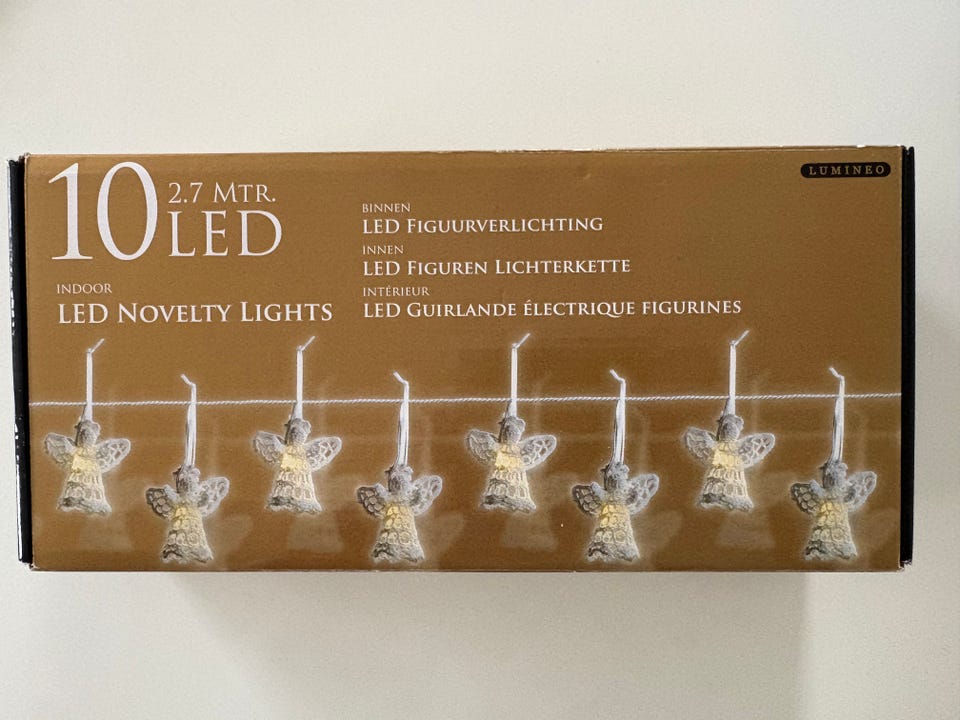 10
2.7 MTR.
LED
INDOOR
LED NOVELTY LIGHTS
BINNEN
LED FIGUURVERLICHTING
INNEN
LED FIGUREN LICHTERKETTE
INTÉRIEUR
LED GUIRLANDE ÉLECTRIQUE FIGURINES
LUMINEO